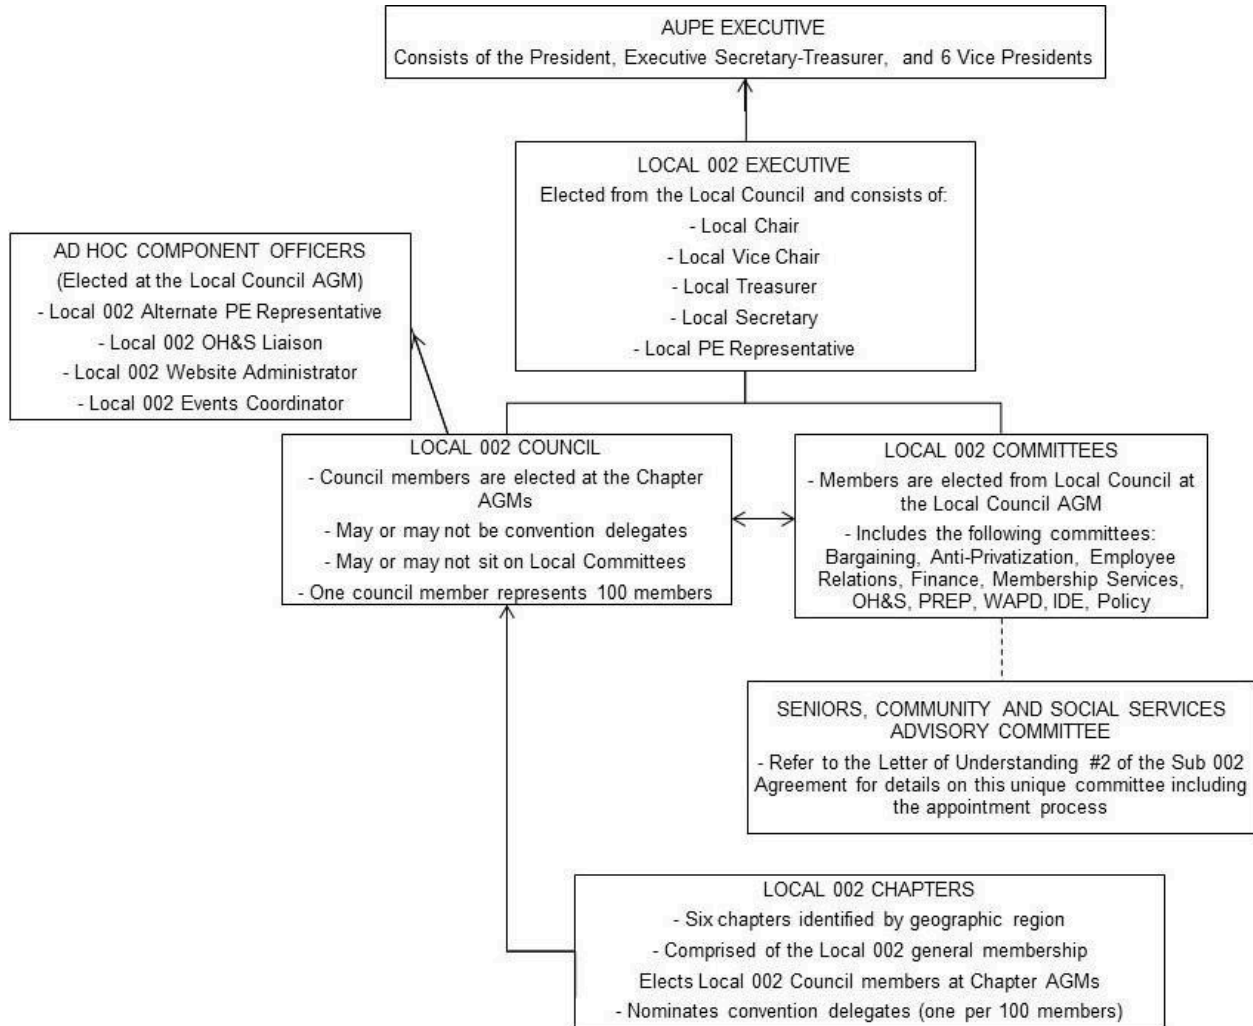 AUPE EXECUTIVE
Consists of the President, Executive Secretary-Treasurer, and 6 Vice Presidents
LOCAL 002 EXECUTIVE
Elected from the Local Council and consists of:
- Local Chair
- Local Vice Chair
- Local Treasurer
- Local Secretary
- Local PE Representative
AD HOC COMPONENT OFFICERS
(Elected at the Local Council AGM)
- Local 002 Alternate PE Representative
- Local 002 OH&S Liaison
- Local 002 Website Administrator
- Local 002 Events Coordinator
LOCAL 002 COUNCIL
- Council members are elected at the Chapter
AGMs
- May or may not be convention delegates
- May or may not sit on Local Committees
- One council member represents 100 members
LOCAL 002 COMMITTEES
- Members are elected from Local Council at
the Local Council AGM
- Includes the following committees:
Bargaining, Anti-Privatization, Employee
Relations, Finance, Membership Services,
OH&S, PREP, WAPD, IDE, Policy
SENIORS, COMMUNITY AND SOCIAL SERVICES
ADVISORY COMMITTEE
- Refer to the Letter of Understanding #2 of the Sub 002
Agreement for details on this unique committee including
the appointment process
LOCAL 002 CHAPTERS
- Six chapters identified by geographic region
- Comprised of the Local 002 general membership
Elects Local 002 Council members at Chapter AGMs
- Nominates convention delegates (one per 100 members)